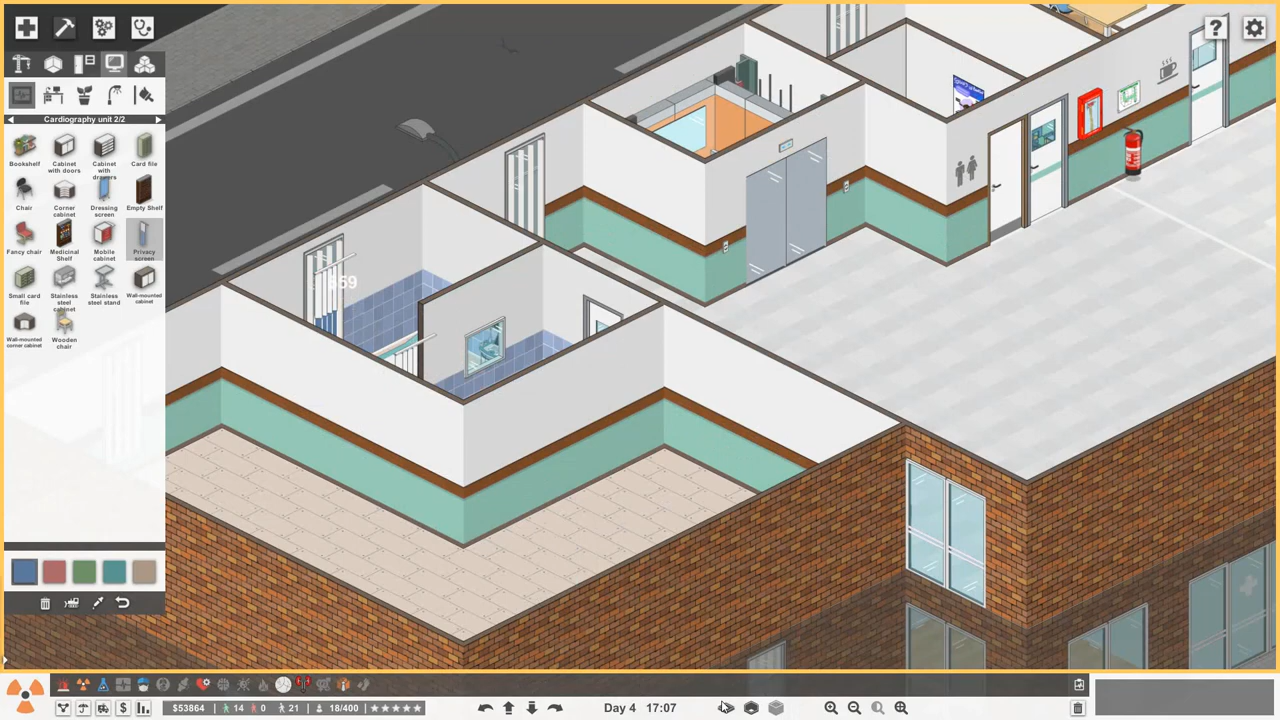 ?
Cardiography unit 2/2
Bookshelf
Cabinet with doors
Cabinet with drawers
Card file
Chair
Corner cabinet
Dressing screen
Empty Shelf
Fancy chair
Medicinal Shelf
Mobile cabinet
Privacy screen
Small card file
Stainless steel cabinet
Stainless steel stand
Wall-mounted cabinet
Wall-mounted corner cabinet
Wooden chair
$53864 14 0 21 18/400
Day 4 17:07